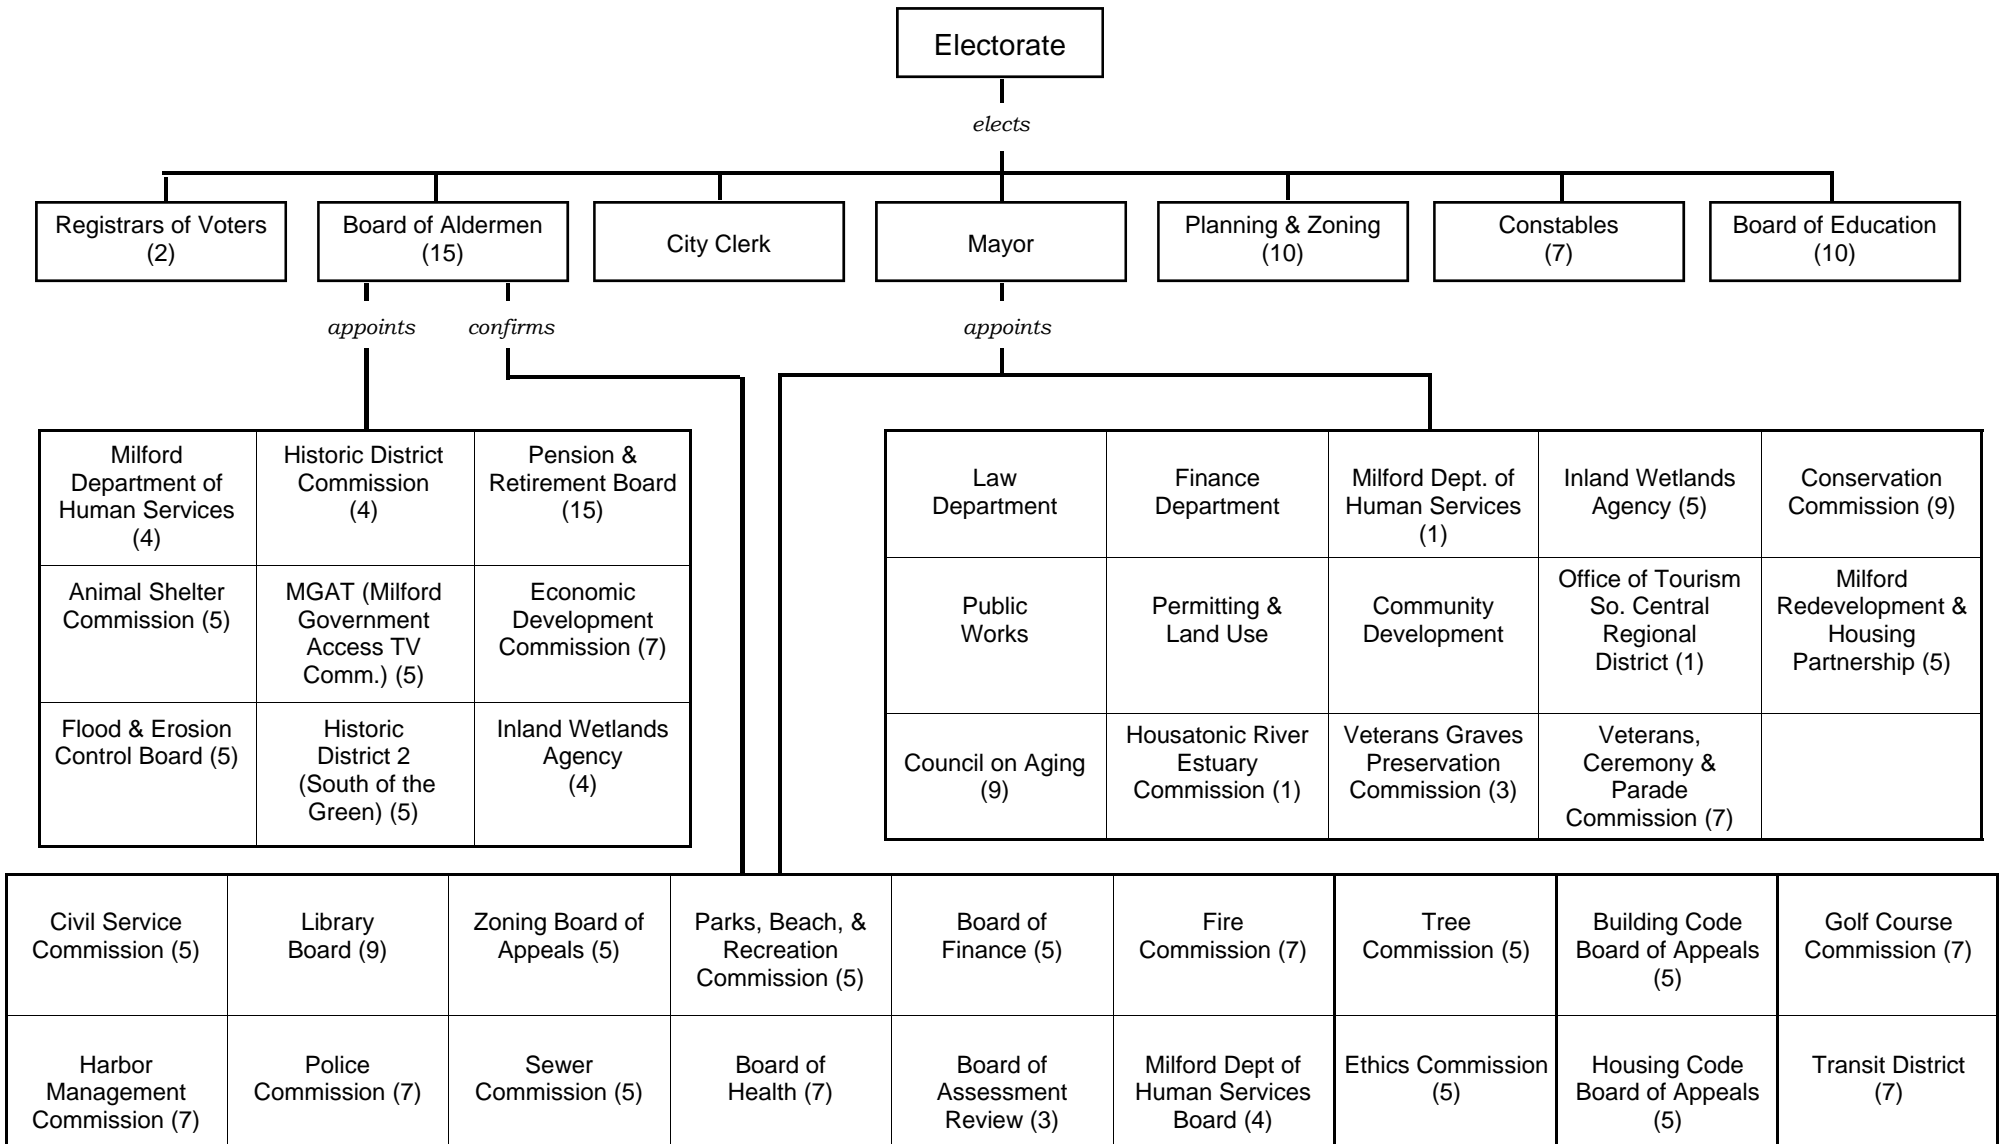 Electorate
elects
Registrars of Voters
(2)
Board of Aldermen
(15)
City Clerk
Mayor
Planning & Zoning
(10)
Constables
(7)
Board of Education
(10)
appoints
confirms
appoints
Milford
Department of
Human Services
(4)
Historic District
Commission
(4)
Pension &
Retirement Board
(15)
Animal Shelter
Commission (5)
MGAT (Milford
Government
Access TV
Comm.) (5)
Economic
Development
Commission (7)
Flood & Erosion
Control Board (5)
Historic
District 2
(South of the
Green) (5)
Inland Wetlands
Agency
(4)
Law
Department
Finance
Department
Milford Dept. of
Human Services
(1)
Inland Wetlands
Agency (5)
Conservation
Commission (9)
Public
Works
Permitting &
Land Use
Community
Development
Office of Tourism
So. Central
Regional
District (1)
Milford
Redevelopment &
Housing
Partnership (5)
Council on Aging
(9)
Housatonic River
Estuary
Commission (1)
Veterans Graves
Preservation
Commission (3)
Veterans,
Ceremony &
Parade
Commission (7)
Civil Service
Commission (5)
Library
Board (9)
Zoning Board of
Appeals (5)
Parks, Beach, &
Recreation
Commission (5)
Board of
Finance (5)
Fire
Commission (7)
Tree
Commission (5)
Building Code
Board of Appeals
(5)
Golf Course
Commission (7)
Harbor
Management
Commission (7)
Police
Commission (7)
Sewer
Commission (5)
Board of
Health (7)
Board of
Assessment
Review (3)
Milford Dept of
Human Services
Board (4)
Ethics Commission
(5)
Housing Code
Board of Appeals
(5)
Transit District
(7)